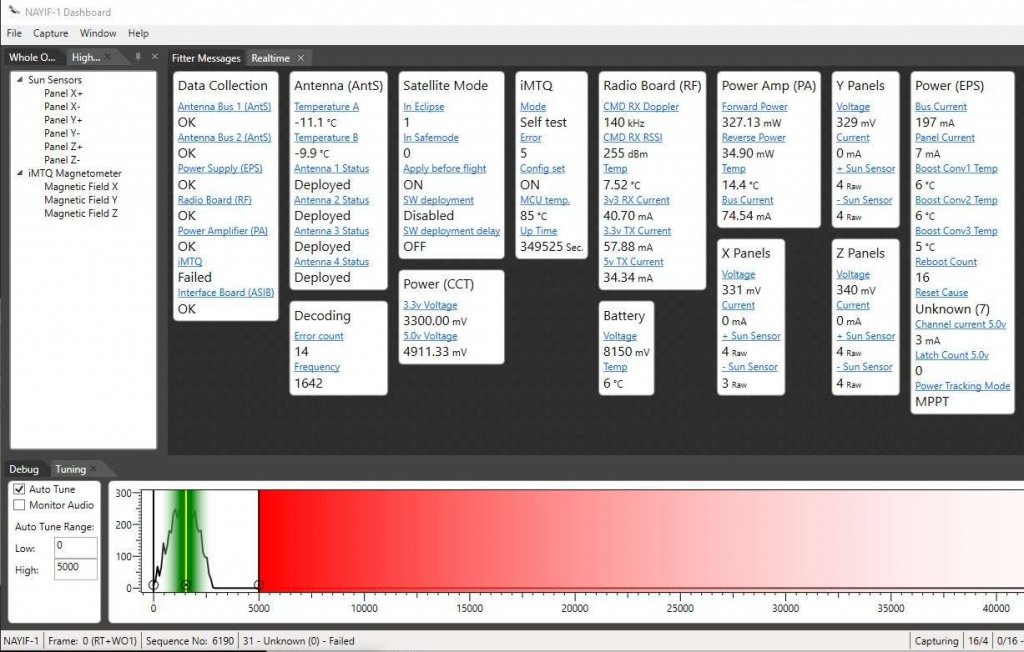 NAYIF-1 Dashboard
File Capture Window Help
Whole O... High...
Sun Sensors
Panel X+
Panel X-
Panel Y+
Panel Y-
Panel Z+
Panel Z-
iMTQ Magnetometer
Magnetic Field X
Magnetic Field Y
Magnetic Field Z
Fitter Messages Realtime
Data Collection
Antenna Bus 1 (AntS)
OK
Antenna Bus 2 (AntS)
OK
Power Supply (EPS)
OK
Radio Board (RF)
OK
Power Amplifier (PA)
OK
iMTQ
Failed
Interface Board (ASIB)
OK
Antenna (AntS)
Temperature A
-11.1 °C
Temperature B
-9.9 °C
Antenna 1 Status
Deployed
Antenna 2 Status
Deployed
Antenna 3 Status
Deployed
Antenna 4 Status
Deployed
Decoding
Error count
14
Frequency
1642
Satellite Mode
In Eclipse
1
In Safemode
0
Apply before flight
ON
SW deployment
Disabled
SW deployment delay
OFF
Power (CCT)
3.3v Voltage
3300.00 mV
5.0v Voltage
4911.33 mV
iMTQ
Mode
Self test
Error
5
Config set
ON
MCU temp.
85 °C
Up Time
349525 Sec.
Radio Board (RF)
CMD RX Doppler
140 kHz
CMD RX RSSI
255 dBm
Temp
7.52 °C
3v3 RX Current
40.70 mA
3.3v TX Current
57.88 mA
5v TX Current
34.34 mA
Battery
Voltage
8150 mV
Temp
6 °C
Power Amp (PA)
Forward Power
327.13 mW
Reverse Power
34.90 mW
Temp
14.4 °C
Bus Current
74.54 mA
X Panels
Voltage
331 mV
Current
0 mA
+ Sun Sensor
4 Raw
- Sun Sensor
3 Raw
Y Panels
Voltage
329 mV
Current
0 mA
+ Sun Sensor
4 Raw
- Sun Sensor
4 Raw
Z Panels
Voltage
340 mV
Current
0 mA
+ Sun Sensor
4 Raw
- Sun Sensor
4 Raw
Power (EPS)
Bus Current
197 mA
Panel Current
7 mA
Boost Conv1 Temp
6 °C
Boost Conv2 Temp
6 °C
Boost Conv3 Temp
5 °C
Reboot Count
16
Reset Cause
Unknown (7)
Channel current 5.0v
3 mA
Latch Count 5.0v
0
Power Tracking Mode
MPPT
Debug Tuning
Auto Tune
Monitor Audio
Auto Tune Range:
Low: 0
High: 5000
300
200
100
0
0 5000 10000 15000 20000 25000 30000 35000 40000
NAYIF-1 Frame: 0 (RT+WO1) Sequence No: 6190 31 - Unknown (0) - Failed Capturing 16/4 0/16 -